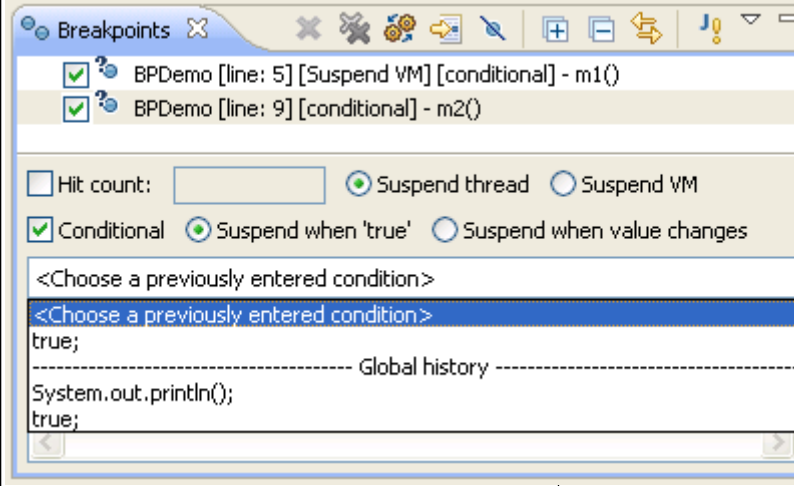 Breakpoints
BPDemo [line: 5] [Suspend VM] [conditional] - m1()
BPDemo [line: 9] [conditional] - m2()
Hit count: Suspend thread Suspend VM
Conditional Suspend when 'true' Suspend when value changes
<Choose a previously entered condition>
<Choose a previously entered condition>
true;
---------------------------------------- Global history --------------------------------------
System.out.println();
true;